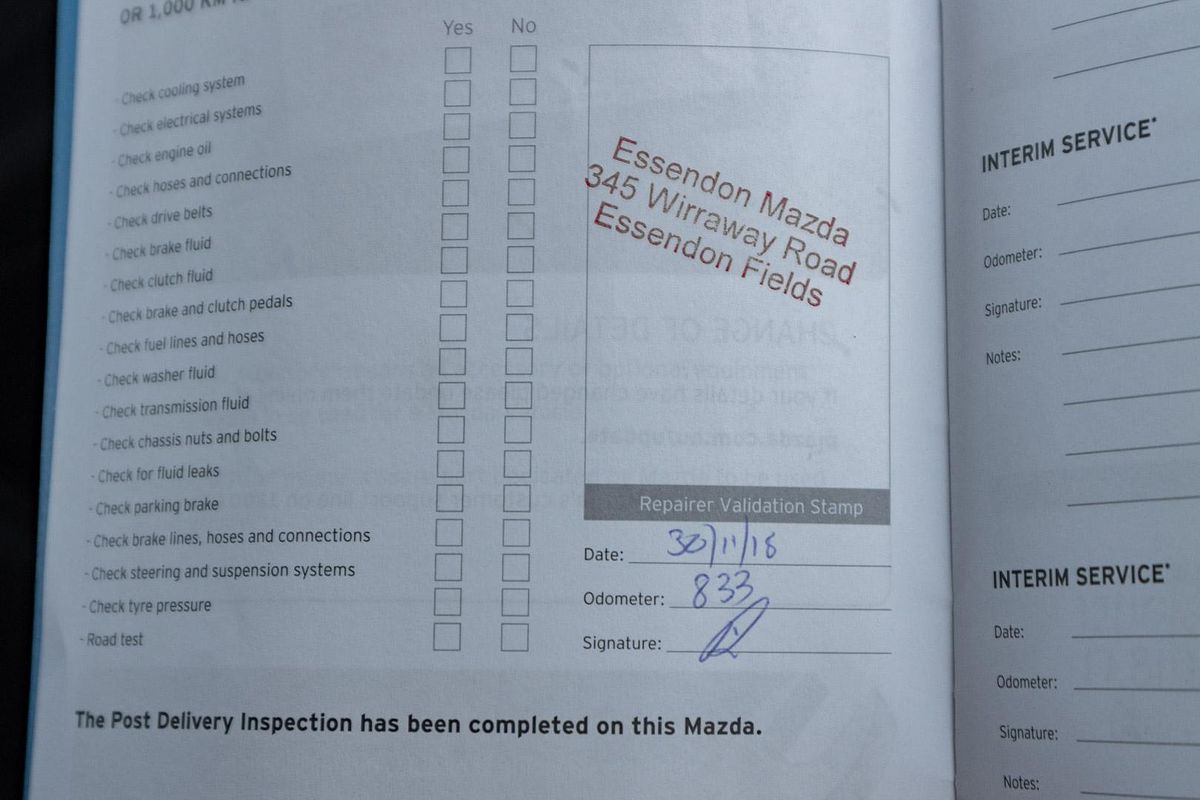 OR 1,000 KM
Yes No
- Check cooling system
- Check electrical systems
- Check engine oil
- Check hoses and connections
- Check drive belts
- Check brake fluid
- Check clutch fluid
- Check brake and clutch pedals
- Check fuel lines and hoses
- Check washer fluid
- Check transmission fluid
- Check chassis nuts and bolts
- Check for fluid leaks
- Check parking brake
- Check brake lines, hoses and connections
- Check steering and suspension systems
- Check tyre pressure
- Road test
Essendon Mazda
345 Wirraway Road
Essendon Fields
Repairer Validation Stamp
Date: 30/11/18
Odometer: 833
Signature:
The Post Delivery Inspection has been completed on this Mazda.
INTERIM SERVICE*
Date:
Odometer:
Signature:
Notes:
INTERIM SERVICE*
Date:
Odometer:
Signature:
Notes: